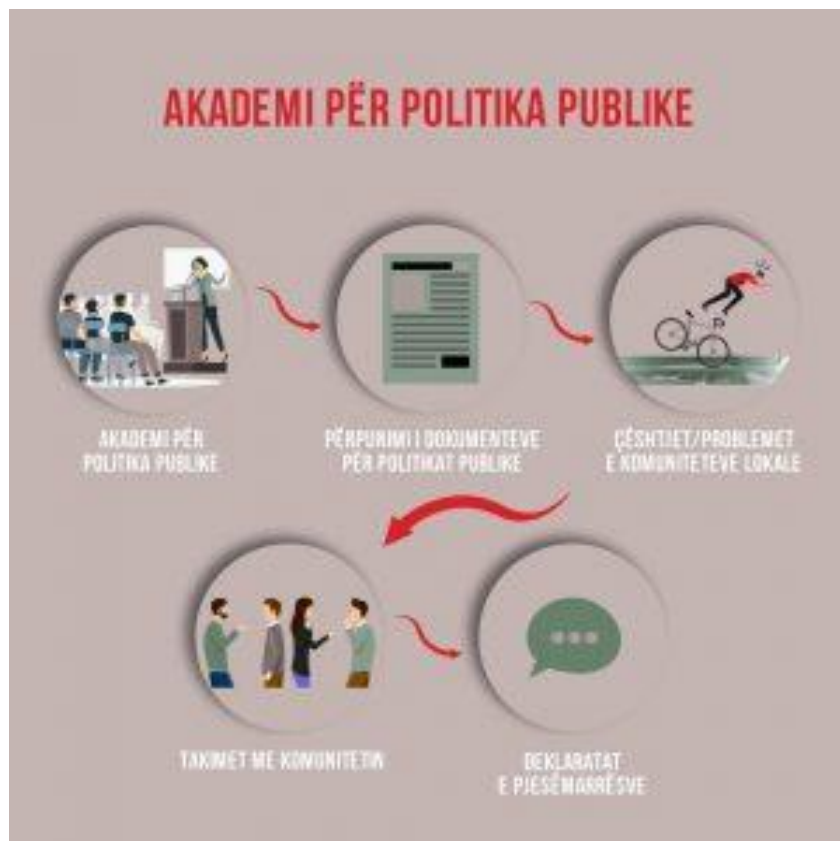 AKADEMI PËR POLITIKA PUBLIKE
AKADEMI PËR
POLITIKA PUBLIKE
PËRPUNIMI I DOKUMENTEVE
PËR POLITIKAT PUBLIKE
ÇËSHTJET/PROBLEMET
E KOMUNITETEVE LOKALE
TAKIMET ME KOMUNITETIN
DEKLARATAT
E PJESËMARRËSVE